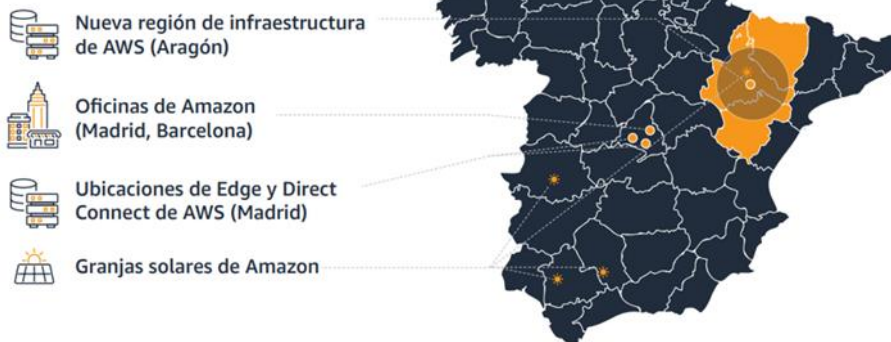 Nueva región de infraestructura
de AWS (Aragón)
Oficinas de Amazon
(Madrid, Barcelona)
Ubicaciones de Edge y Direct
Connect de AWS (Madrid)
Granjas solares de Amazon